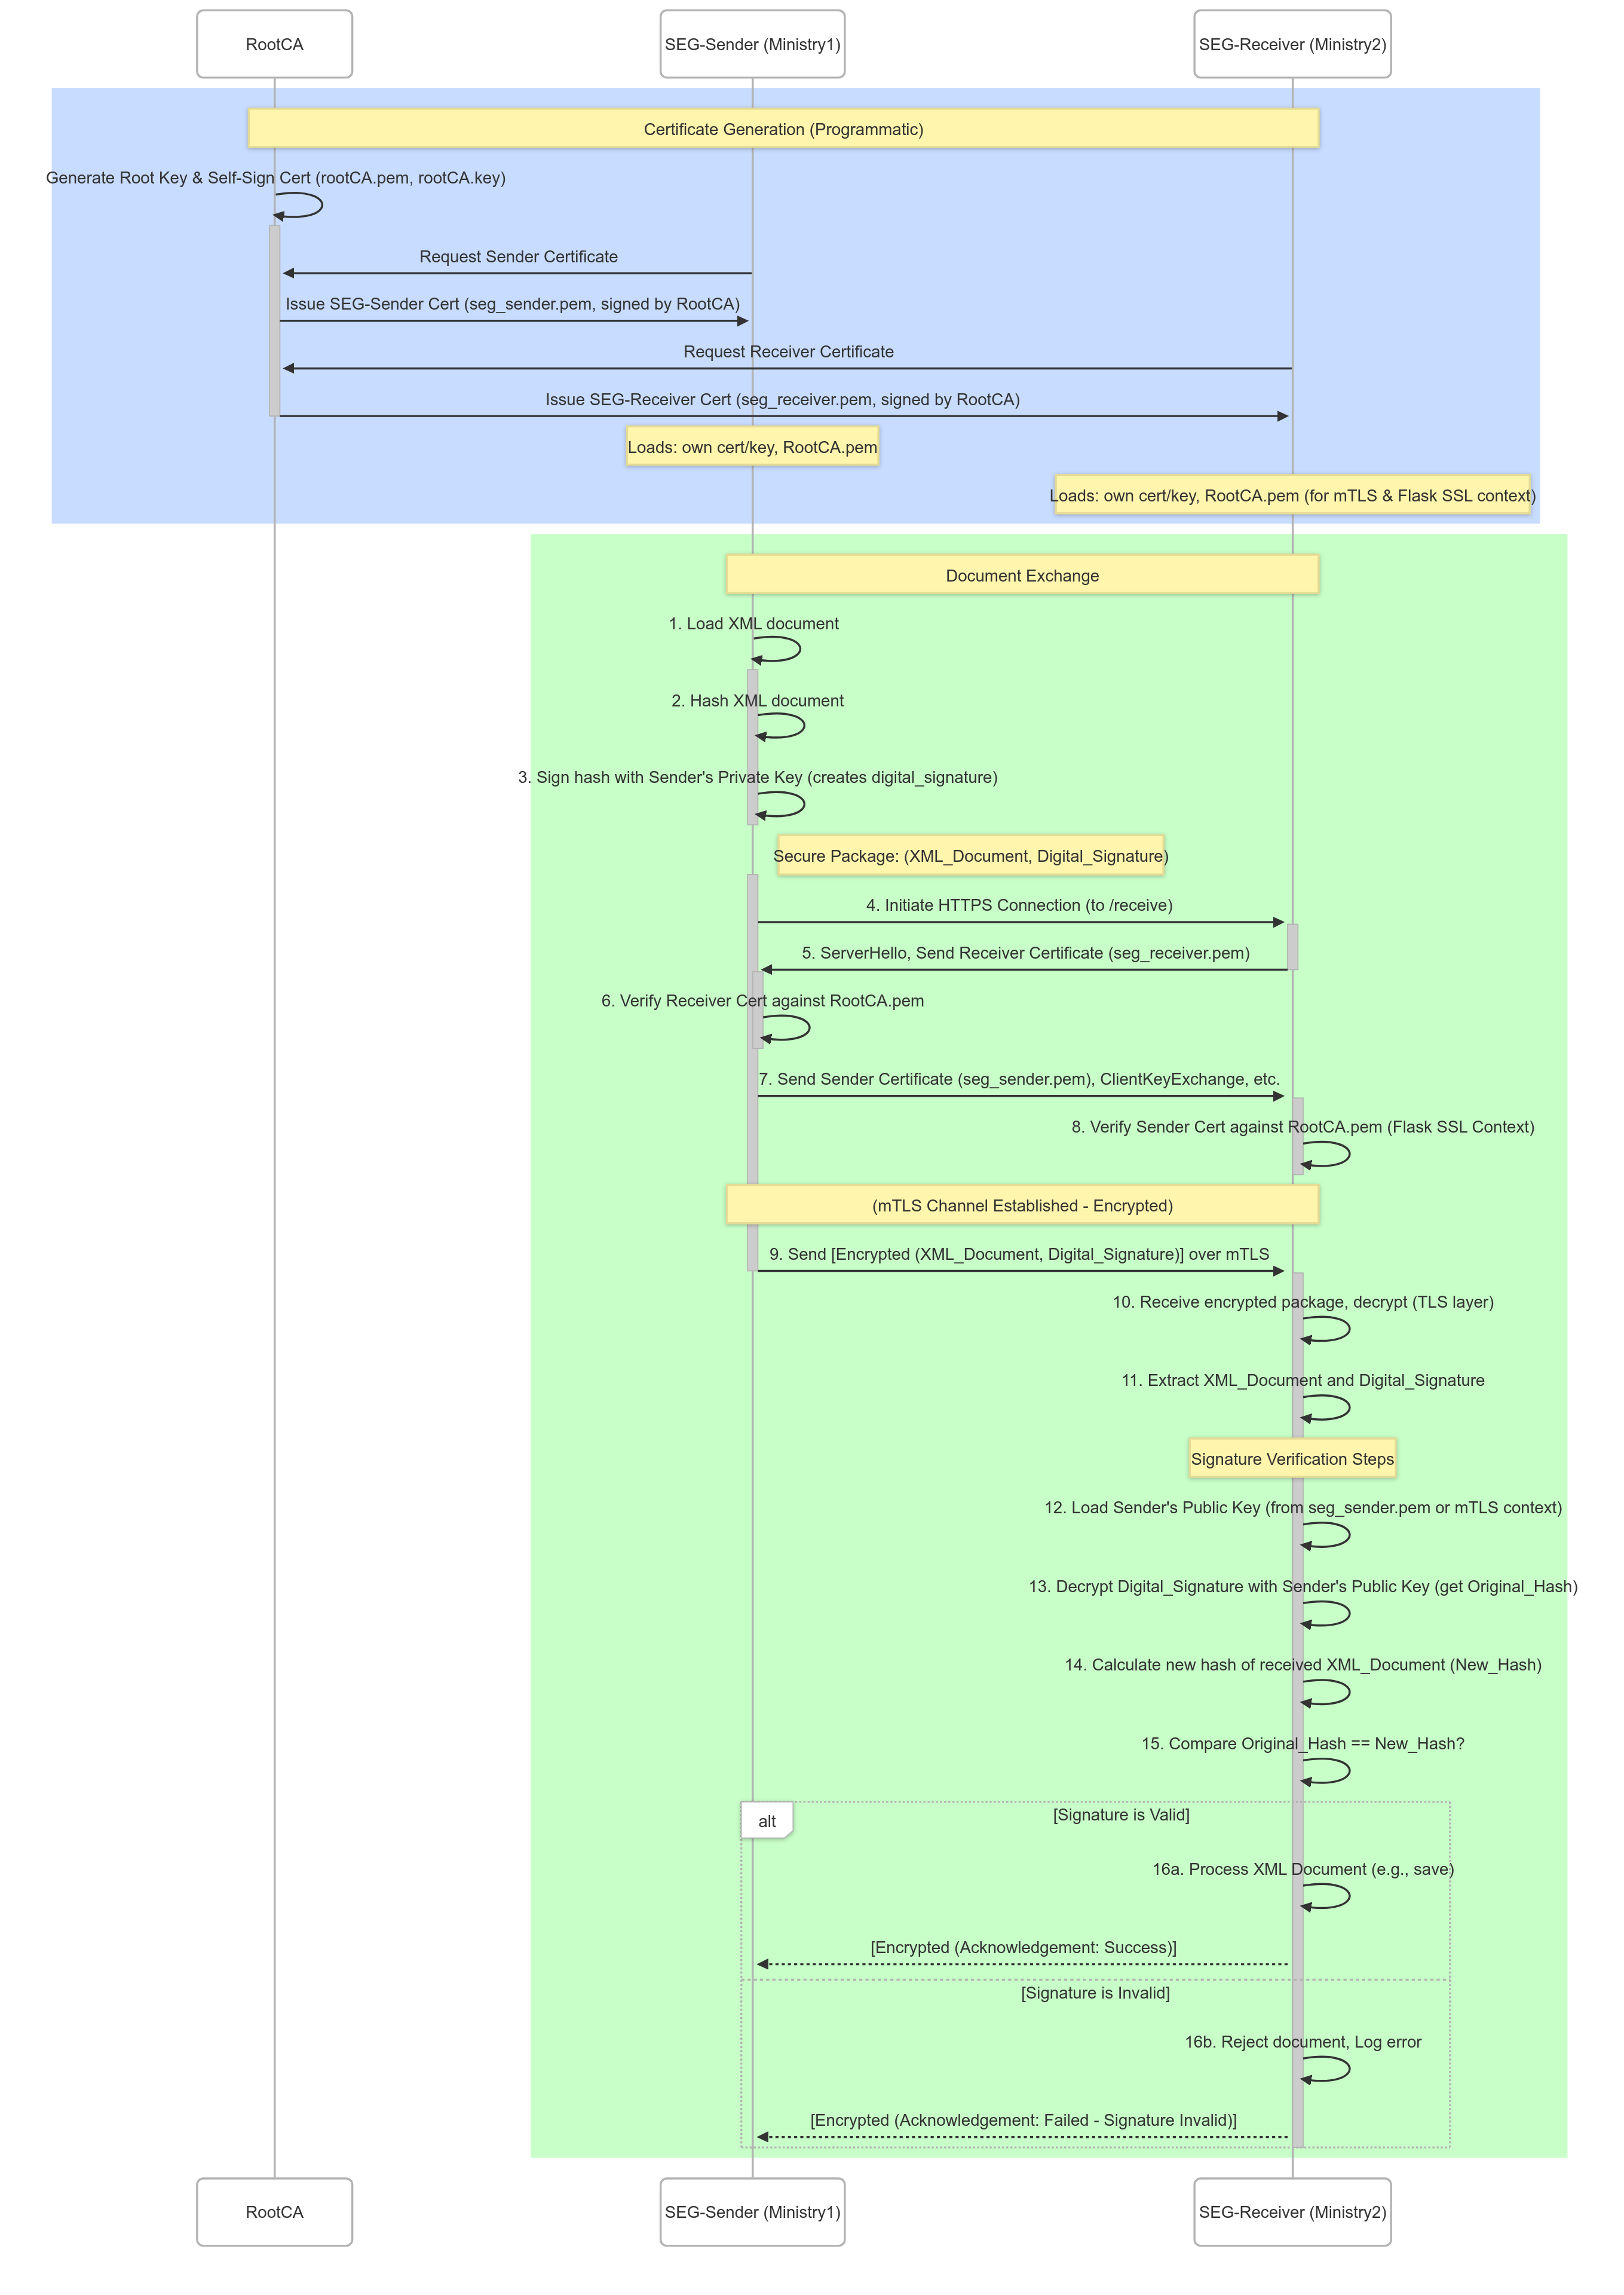 RootCA
SEG-Sender (Ministry1)
SEG-Receiver (Ministry2)
Certificate Generation (Programmatic)
Generate Root Key & Self-Sign Cert (rootCA.pem, rootCA.key)
Request Sender Certificate
Issue SEG-Sender Cert (seg_sender.pem, signed by RootCA)
Request Receiver Certificate
Issue SEG-Receiver Cert (seg_receiver.pem, signed by RootCA)
Loads: own cert/key, RootCA.pem
Loads: own cert/key, RootCA.pem (for mTLS & Flask SSL context)
Document Exchange
1. Load XML document
2. Hash XML document
3. Sign hash with Sender's Private Key (creates digital_signature)
Secure Package: (XML_Document, Digital_Signature)
4. Initiate HTTPS Connection (to /receive)
5. ServerHello, Send Receiver Certificate (seg_receiver.pem)
6. Verify Receiver Cert against RootCA.pem
7. Send Sender Certificate (seg_sender.pem), ClientKeyExchange, etc.
8. Verify Sender Cert against RootCA.pem (Flask SSL Context)
(mTLS Channel Established - Encrypted)
9. Send [Encrypted (XML_Document, Digital_Signature)] over mTLS
10. Receive encrypted package, decrypt (TLS layer)
11. Extract XML_Document and Digital_Signature
Signature Verification Steps
12. Load Sender's Public Key (from seg_sender.pem or mTLS context)
13. Decrypt Digital_Signature with Sender's Public Key (get Original_Hash)
14. Calculate new hash of received XML_Document (New_Hash)
15. Compare Original_Hash == New_Hash?
alt
[Signature is Valid]
16a. Process XML Document (e.g., save)
[Encrypted (Acknowledgement: Success)]
[Signature is Invalid]
16b. Reject document, Log error
[Encrypted (Acknowledgement: Failed - Signature Invalid)]
RootCA
SEG-Sender (Ministry1)
SEG-Receiver (Ministry2)